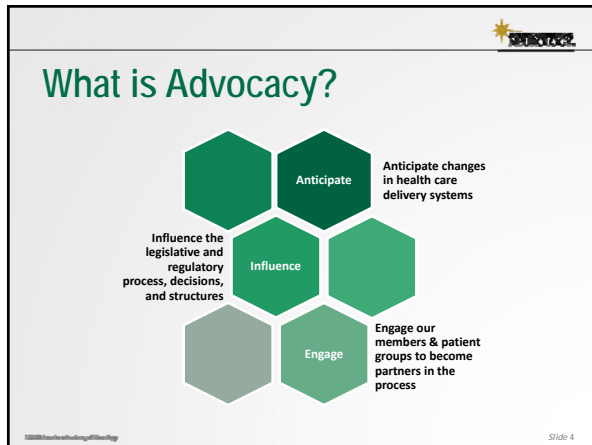 NEUROLOGY
What is Advocacy?
Anticipate
Anticipate changes
in health care
delivery systems
Influence the
legislative and
regulatory
process, decisions,
and structures
Influence
Engage
Engage our
members & patient
groups to become
partners in the
process
Slide 4